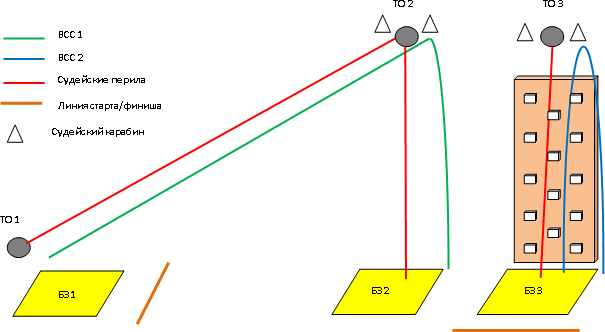 ТО 2
ТО 3
ВСС 1
ВСС 2
Судейские перила
Линия старта/финиша
Судейский карабин
ТО 1
БЗ1
БЗ2
БЗ3